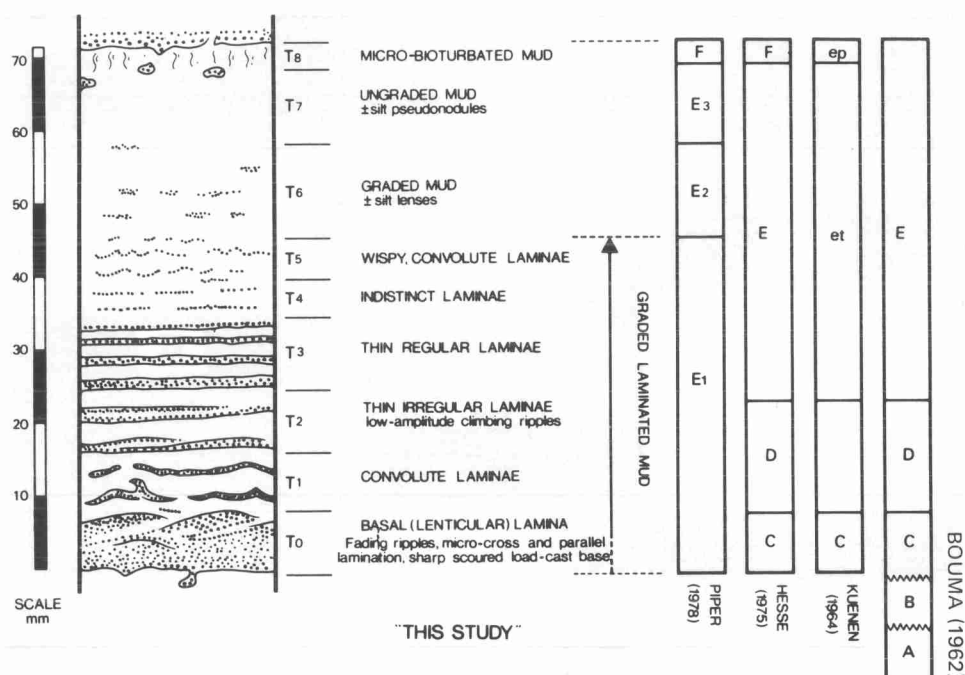 70
60
50
40
30
20
10
SCALE
mm
T8
T7
T6
T5
T4
T3
T2
T1
T0
MICRO-BIOTURBATED MUD
UNGRADED MUD
±silt pseudonodules
GRADED MUD
± silt lenses
WISPY, CONVOLUTE LAMINAE
INDISTINCT LAMINAE
THIN REGULAR LAMINAE
THIN IRREGULAR LAMINAE
low-amplitude climbing ripples
CONVOLUTE LAMINAE
BASAL (LENTICULAR) LAMINA
Fading ripples, micro-cross and parallel
lamination, sharp scoured load-cast base
"THIS STUDY"
GRADED LAMINATED MUD
F
E3
E2
E1
PIPER
(1978)
F
E
D
C
HESSE
(1975)
ep
et
C
KUENEN
(1964)
E
D
C
B
A
BOUMA (1962)